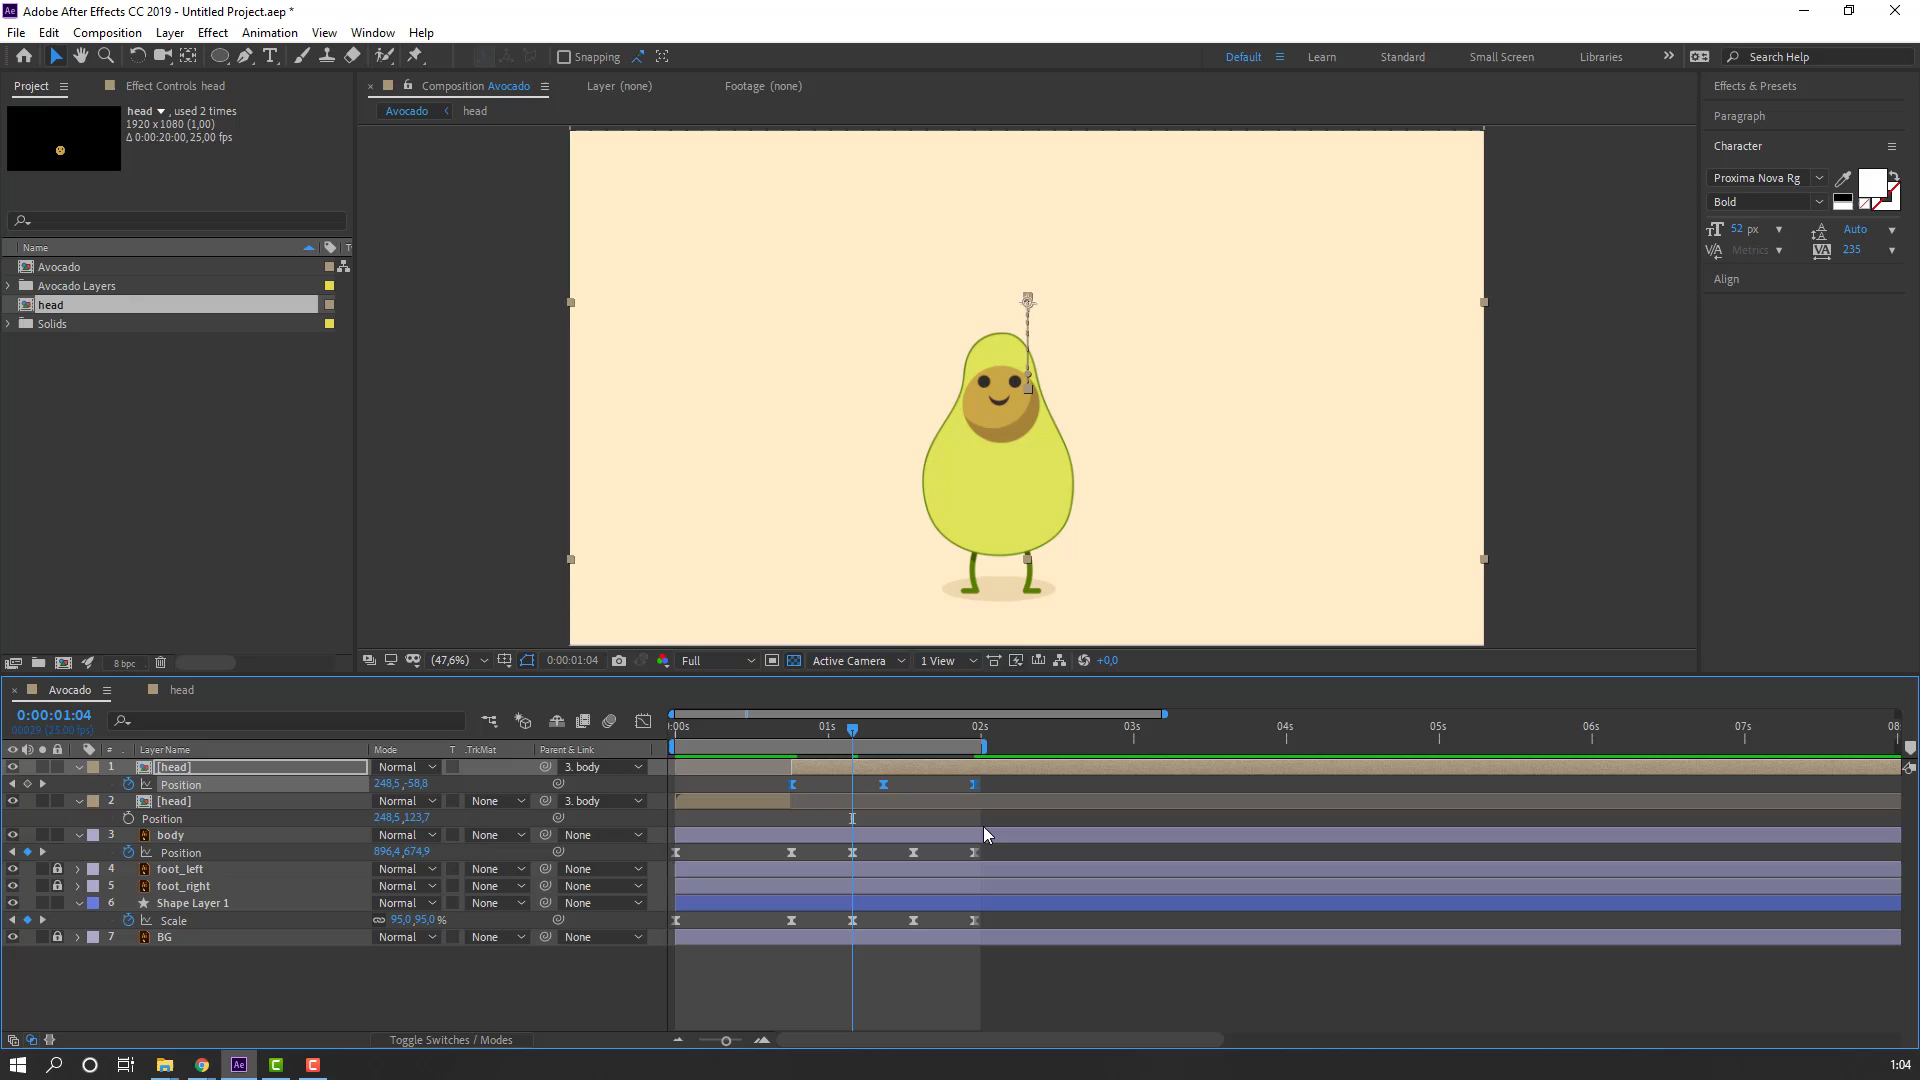 Ae Adobe After Effects CC 2019 - Untitled Project.aep *
File Edit Composition Layer Effect Animation View Window Help
Snapping Default Learn Standard Small Screen Libraries Search Help
Project Effect Controls head
head , used 2 times
1920 x 1080 (1,00)
Δ 0:00:20:00, 25,00 fps
Name
Avocado
Avocado Layers
head
Solids
8 bpc
Composition Avocado Layer (none) Footage (none)
Avocado head
(47,6%) 0:00:01:04 Full Active Camera 1 View +0,0
Effects & Presets
Paragraph
Character
Proxima Nova Rg
Bold
52 px Auto
Metrics 235
Align
Avocado head
0:00:01:04
00029 (25.00 fps)
:00s 01s 02s 03s 04s 05s 06s 07s 08
# Layer Name Mode T .TrkMat Parent & Link
1 [head] Normal 3. body
Position 248,5,-58,8
2 [head] Normal None 3. body
Position 248,5,123,7
3 body Normal None None
Position 896,4,674,9
4 foot_left Normal None None
5 foot_right Normal None None
6 Shape Layer 1 Normal None None
Scale 95,0,95,0 %
7 BG Normal None None
Toggle Switches / Modes
Ae C C 1:04